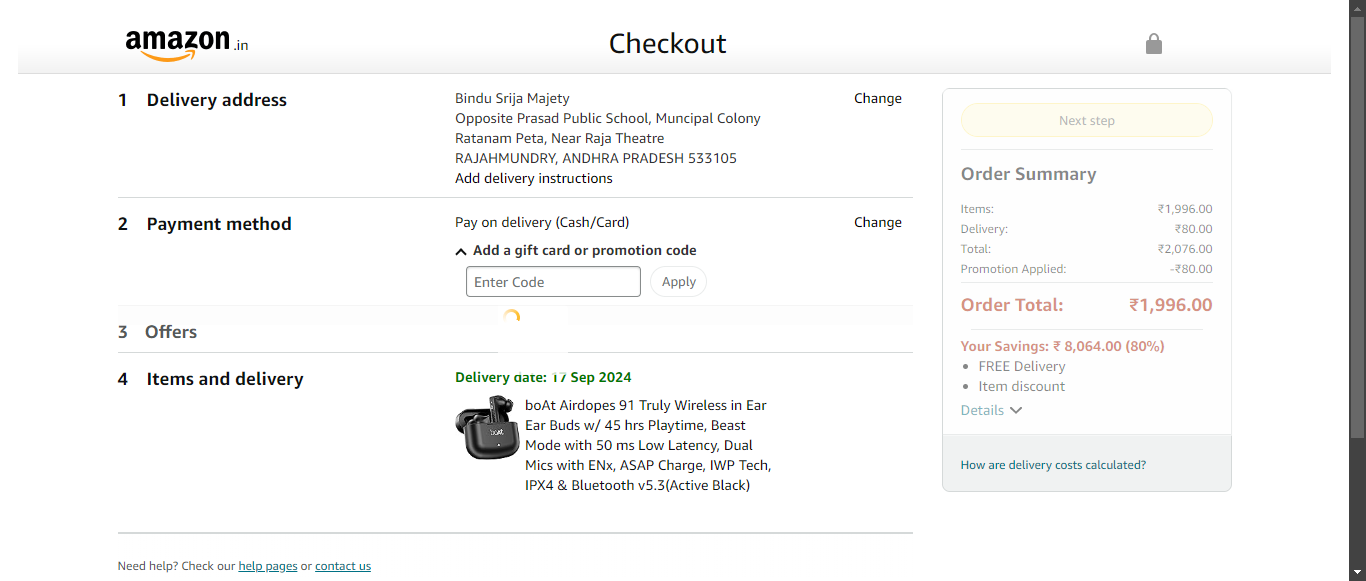 amazon.in
Checkout
1 Delivery address
Bindu Srija Majety
Opposite Prasad Public School, Muncipal Colony
Ratanam Peta, Near Raja Theatre
RAJAHMUNDRY, ANDHRA PRADESH 533105
Add delivery instructions
Change
2 Payment method
Pay on delivery (Cash/Card)
Change
Add a gift card or promotion code
Enter Code
Apply
3 Offers
4 Items and delivery
Delivery date: 17 Sep 2024
boAt
boAt Airdopes 91 Truly Wireless in Ear
Ear Buds w/ 45 hrs Playtime, Beast
Mode with 50 ms Low Latency, Dual
Mics with ENx, ASAP Charge, IWP Tech,
IPX4 & Bluetooth v5.3(Active Black)
Need help? Check our help pages or contact us
Next step
Order Summary
Items: ₹1,996.00
Delivery: ₹80.00
Total: ₹2,076.00
Promotion Applied: -₹80.00
Order Total: ₹1,996.00
Your Savings: ₹ 8,064.00 (80%)
FREE Delivery
Item discount
Details
How are delivery costs calculated?